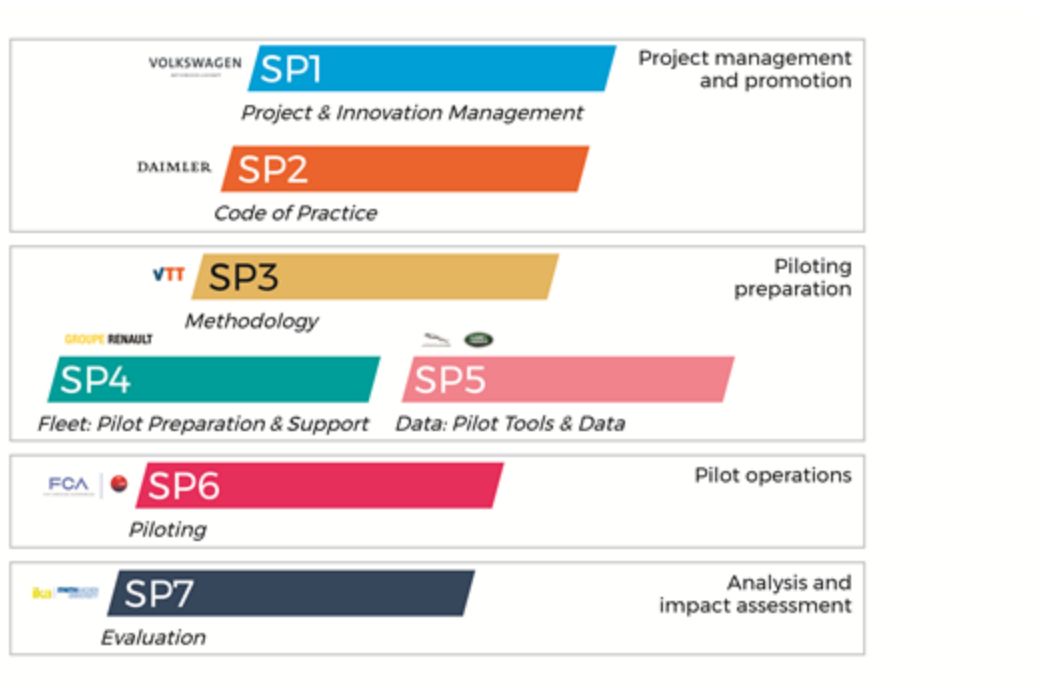 VOLKSWAGEN
SP1
Project management
and promotion
Project & Innovation Management
DAIMLER
SP2
Code of Practice
VTT
SP3
Piloting
preparation
Methodology
GROUPE RENAULT
SP4
SP5
Fleet: Pilot Preparation & Support
Data: Pilot Tools & Data
FCA
SP6
Pilot operations
Piloting
ika
SP7
Analysis and
impact assessment
Evaluation